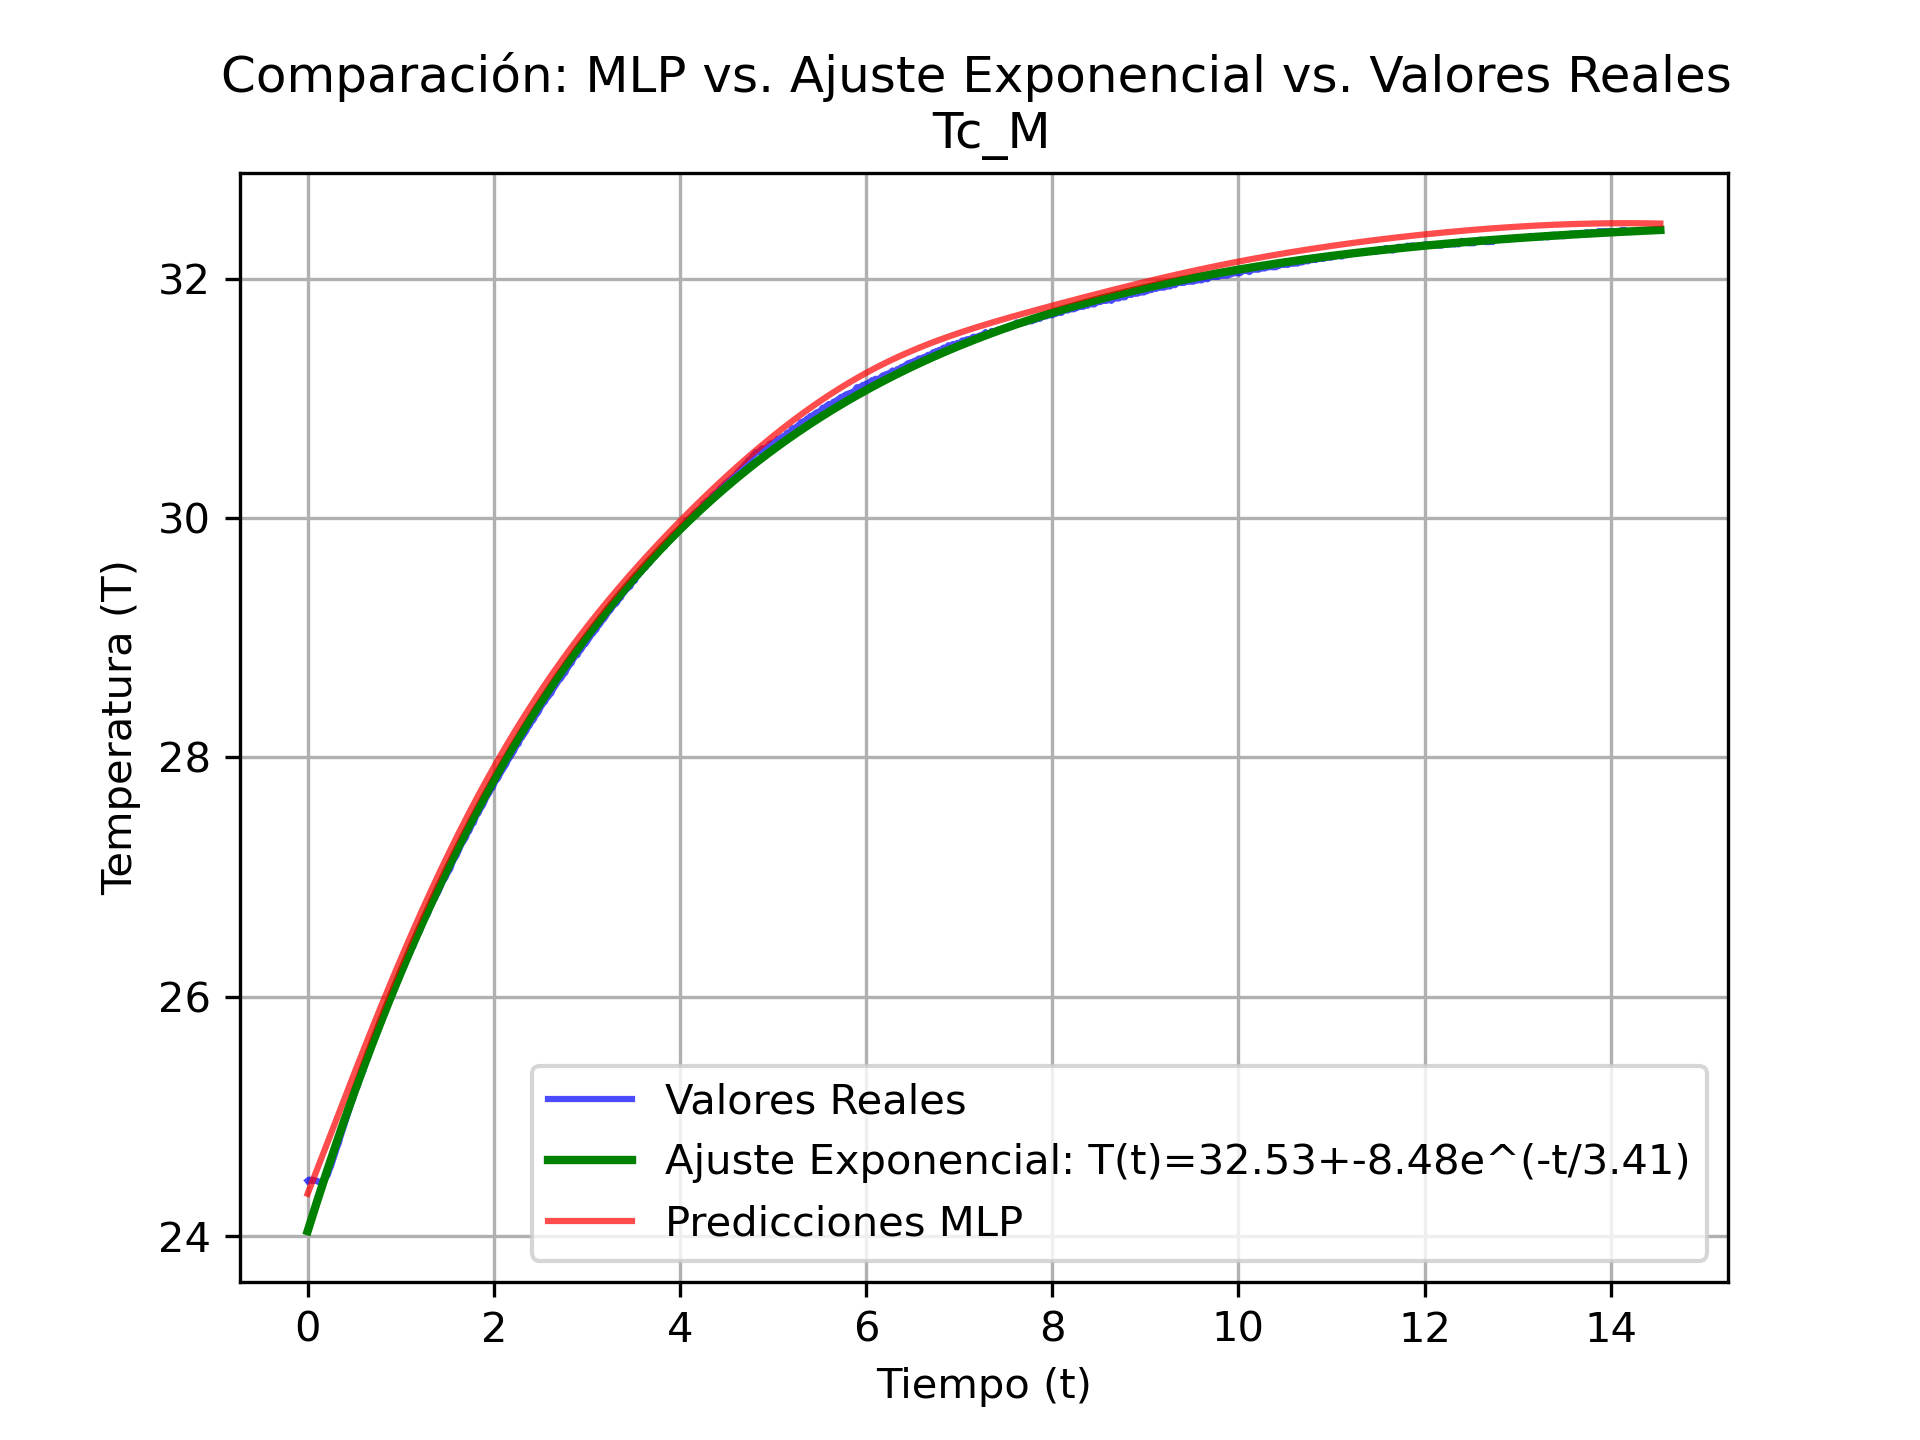 Comparación: MLP vs. Ajuste Exponencial vs. Valores Reales
Tc_M
Temperatura (T)
32
30
28
26
24
Valores Reales
Ajuste Exponencial: T(t)=32.53+-8.48e^(-t/3.41)
Predicciones MLP
0 2 4 6 8 10 12 14
Tiempo (t)